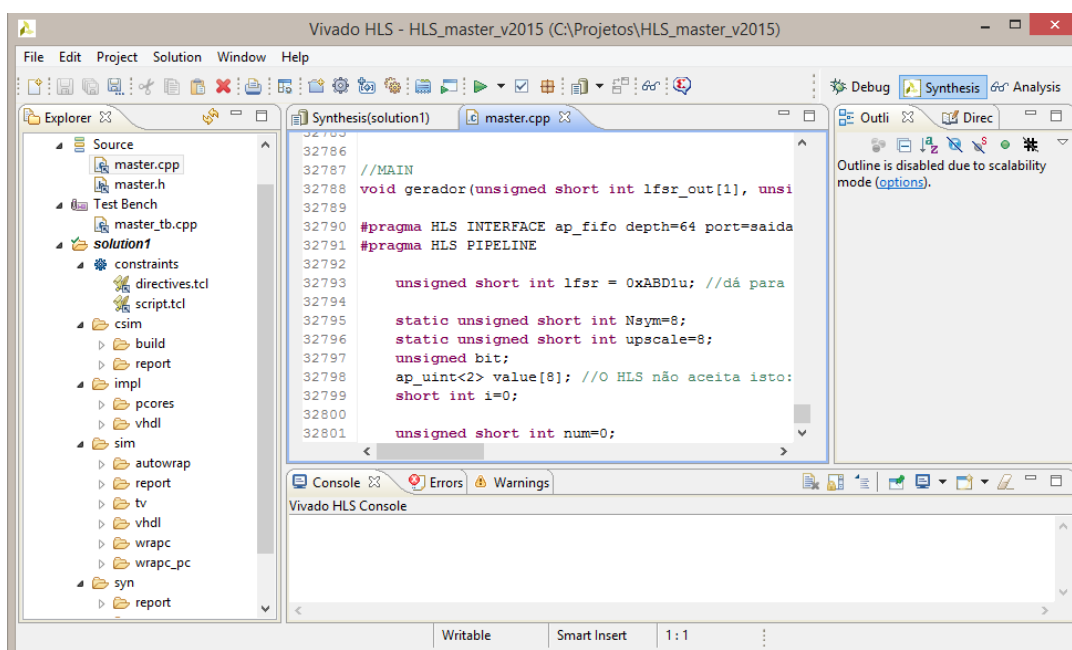 Vivado HLS - HLS_master_v2015 (C:\Projetos\HLS_master_v2015)
File Edit Project Solution Window Help
Debug Synthesis Analysis
Explorer
Source
master.cpp
master.h
Test Bench
master_tb.cpp
solution1
constraints
directives.tcl
script.tcl
csim
build
report
impl
pcores
vhdl
sim
autowrap
report
tv
vhdl
wrapc
wrapc_pc
syn
report
Synthesis(solution1) master.cpp
32785
32786
32787 //MAIN
32788 void gerador(unsigned short int lfsr_out[1], unsi
32789
32790 #pragma HLS INTERFACE ap_fifo depth=64 port=saida
32791 #pragma HLS PIPELINE
32792
32793 unsigned short int lfsr = 0xABD1u; //dá para
32794
32795 static unsigned short int Nsym=8;
32796 static unsigned short int upscale=8;
32797 unsigned bit;
32798 ap_uint<2> value[8]; //O HLS não aceita isto:
32799 short int i=0;
32800
32801 unsigned short int num=0;
Outli Direc
Outline is disabled due to scalability
mode (options).
Console Errors Warnings
Vivado HLS Console
Writable Smart Insert 1 : 1